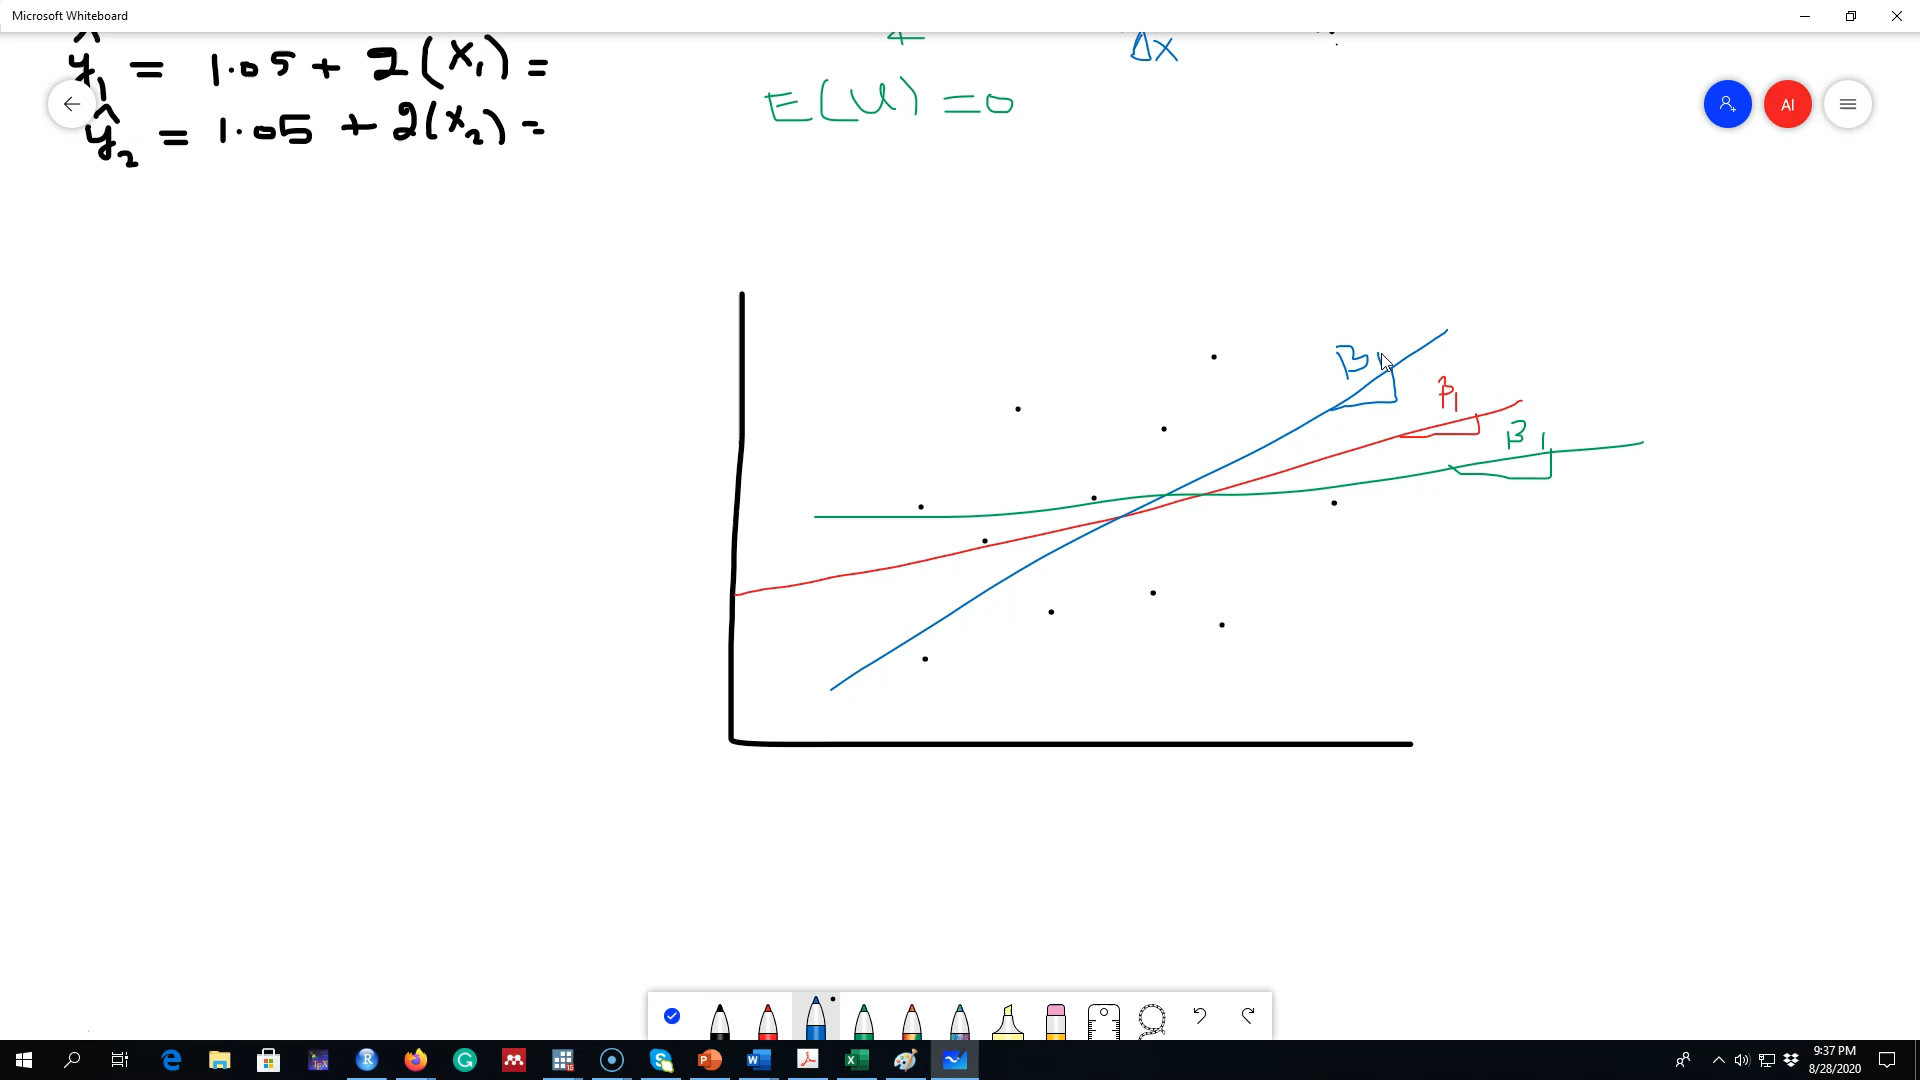 Microsoft Whiteboard
ŷ₁ = 1.05 + 2(X₁) =
ŷ₂ = 1.05 + 2(X₂) =
ΔX
E(U) = 0
AI
B1
β1
β1
9:37 PM
8/28/2020